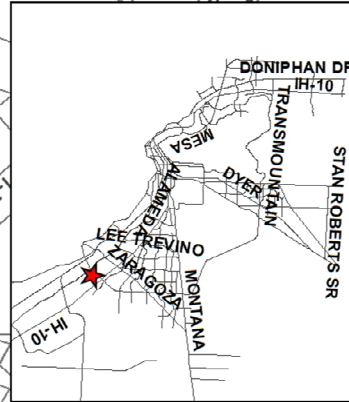 DONIPHAN DR
IH-10
MESA
TRANSMOUNTAIN
DYER
STAN ROBERTS SR
ALAMEDA
LEE TREVINO
ZARAGOZA
MONTANA
IH-10